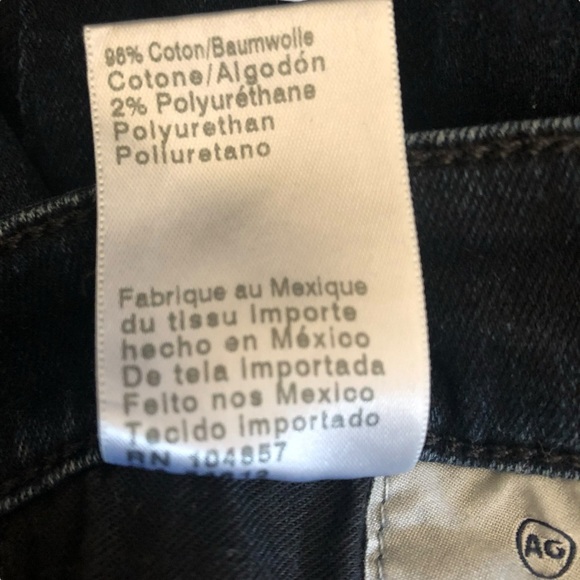 98% Coton/Baumwolle
Cotone/Algodón
2% Polyuréthane
Polyurethan
Poliuretano
Fabrique au Mexique
du tissu importe
hecho en México
De tela importada
Feito nos Mexico
Tecido importado
RN 104857
AG